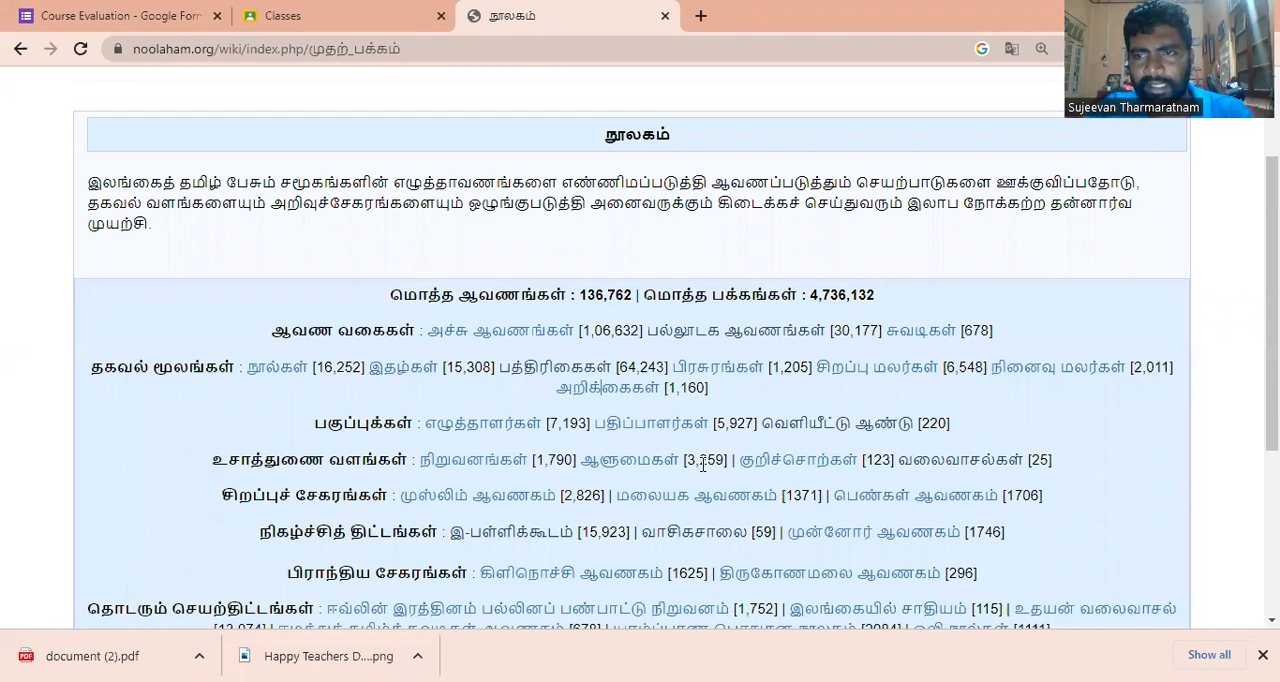 Course Evaluation - Google Form
Classes
நூலகம்
noolaham.org/wiki/index.php/முதற்_பக்கம்
Sujeevan Tharmaratnam
நூலகம்
இலங்கைத் தமிழ் பேசும் சமூகங்களின் எழுத்தாவணங்களை எண்ணிமப்படுத்தி ஆவணப்படுத்தும் செயற்பாடுகளை ஊக்குவிப்பதோடு,
தகவல் வளங்களையும் அறிவுச்சேகரங்களையும் ஒழுங்குபடுத்தி அனைவருக்கும் கிடைக்கச் செய்துவரும் இலாப நோக்கற்ற தன்னார்வ
முயற்சி.
மொத்த ஆவணங்கள் : 136,762 | மொத்த பக்கங்கள் : 4,736,132
ஆவண வகைகள் : அச்சு ஆவணங்கள் [1,06,632] பல்லூடக ஆவணங்கள் [30,177] சுவடிகள் [678]
தகவல் மூலங்கள் : நூல்கள் [16,252] இதழ்கள் [15,308] பத்திரிகைகள் [64,243] பிரசுரங்கள் [1,205] சிறப்பு மலர்கள் [6,548] நினைவு மலர்கள் [2,011]
அறிக்கைகள் [1,160]
பகுப்புக்கள் : எழுத்தாளர்கள் [7,193] பதிப்பாளர்கள் [5,927] வெளியீட்டு ஆண்டு [220]
உசாத்துணை வளங்கள் : நிறுவனங்கள் [1,790] ஆளுமைகள் | குறிச்சொற்கள் [123] வலைவாசல்கள் [25]
சிறப்புச் சேகரங்கள் : முஸ்லிம் ஆவணகம் [2,826] | மலையக ஆவணகம் [1371] | பெண்கள் ஆவணகம் [1706]
நிகழ்ச்சித் திட்டங்கள் : இ-பள்ளிக்கூடம் [15,923] | வாசிகசாலை [59] | முன்னோர் ஆவணகம் [1746]
பிராந்திய சேகரங்கள் : கிளிநொச்சி ஆவணகம் [1625] | திருகோணமலை ஆவணகம் [296]
தொடரும் செயற்திட்டங்கள் : ஈவ்லின் இரத்தினம் பல்லினப் பண்பாட்டு நிறுவனம் [1,752] | இலங்கையில் சாதியம் [115] | உதயன் வலைவாசல்
document (2).pdf
Happy Teachers D....png
Show all